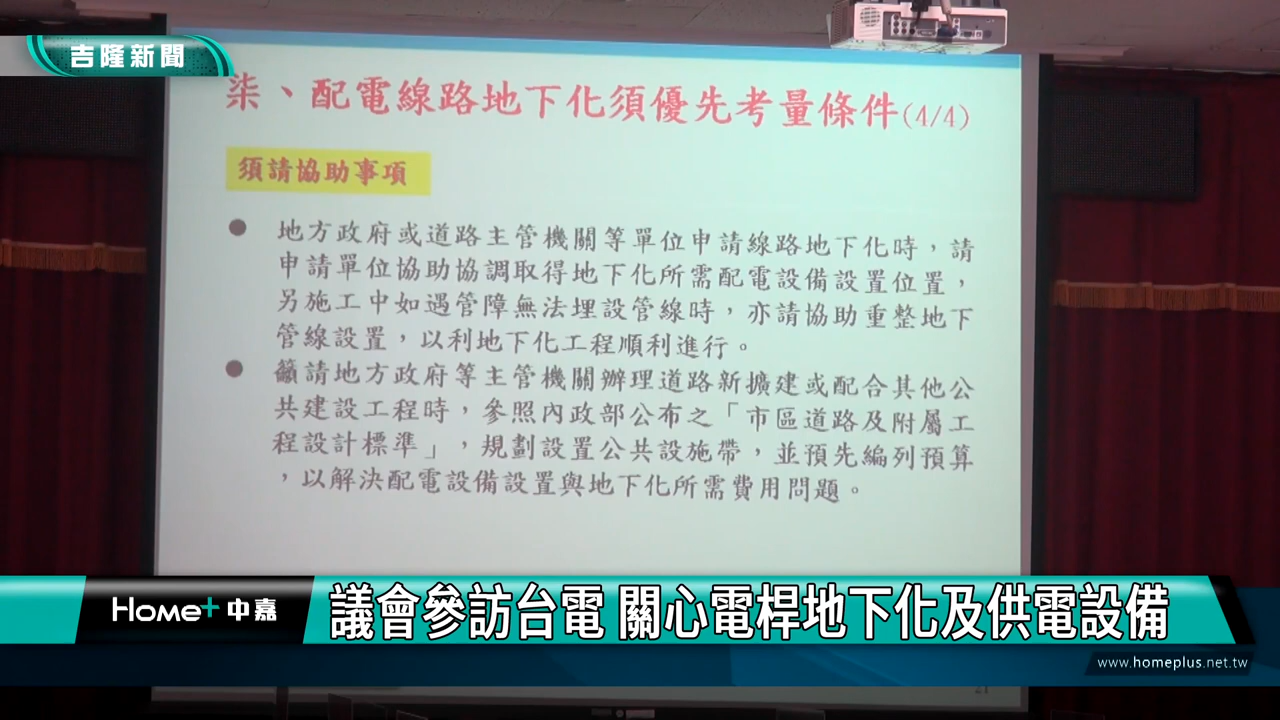 吉隆新聞
柒、配電線路地下化須優先考量條件(4/4)
須請協助事項
● 地方政府或道路主管機關等單位申請線路地下化時，請
申請單位協助協調取得地下化所需配電設備設置位置，
另施工中如遇管障無法埋設管線時，亦請協助重整地下
管線設置，以利地下化工程順利進行。
● 籲請地方政府等主管機關辦理道路新擴建或配合其他公
共建設工程時，參照內政部公布之「市區道路及附屬工
程設計標準」，規劃設置公共設施帶，並預先編列預算
，以解決配電設備設置與地下化所需費用問題。
Home+中嘉
議會參訪台電 關心電桿地下化及供電設備
www.homeplus.net.tw
21